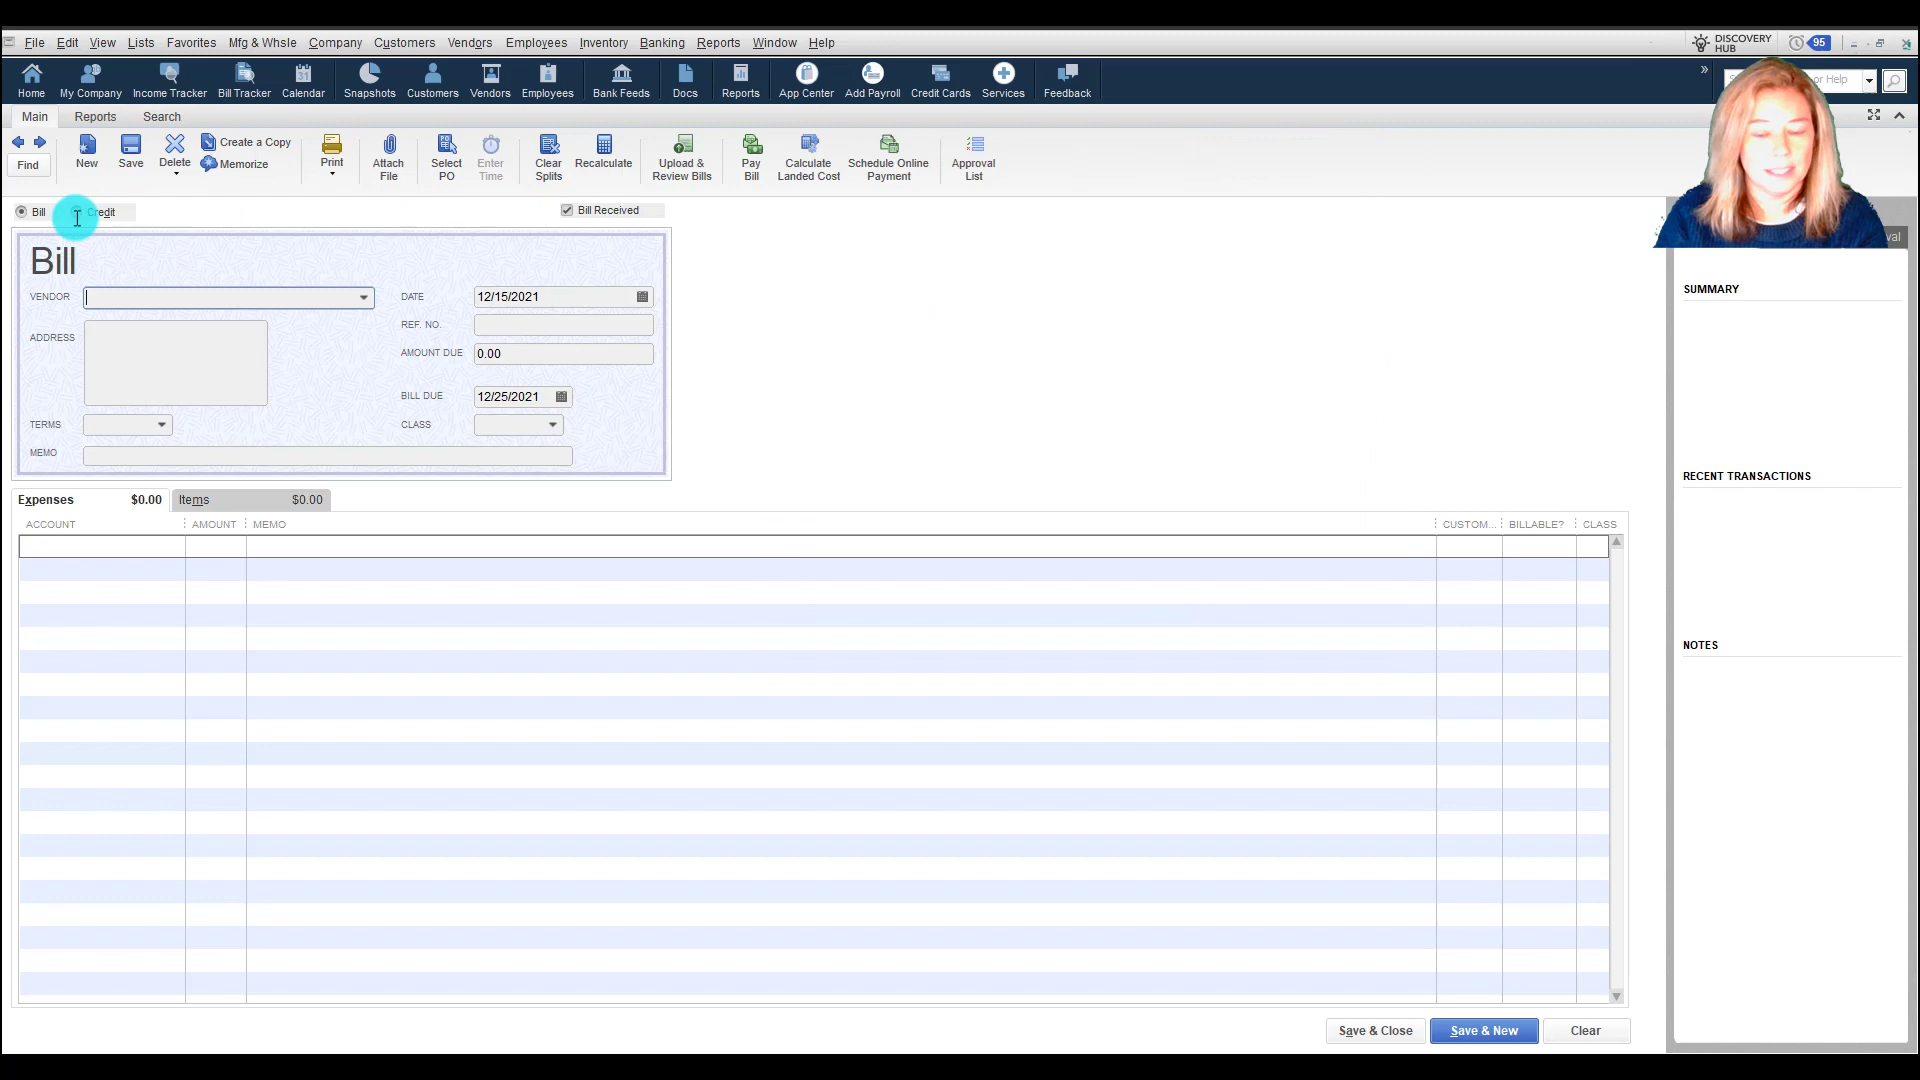 File Edit View Lists Favorites Mfg & Whsle Company Customers Vendors Employees Inventory Banking Reports Window Help
DISCOVERY HUB 95
Home My Company Income Tracker Bill Tracker Calendar Snapshots Customers Vendors Employees Bank Feeds Docs Reports App Center Add Payroll Credit Cards Services Feedback » or Help
Main Reports Search
Find New Save Delete Create a Copy
Memorize
Print Attach File Select PO Enter Time Clear Splits Recalculate Upload & Review Bills Pay Bill Calculate Landed Cost Schedule Online Payment Approval List
Bill Credit Bill Received
Bill
VENDOR DATE 12/15/2021
ADDRESS REF. NO.
AMOUNT DUE 0.00
BILL DUE 12/25/2021
TERMS CLASS
MEMO
Expenses $0.00 Items $0.00
ACCOUNT AMOUNT MEMO CUSTOM... BILLABLE? CLASS
SUMMARY
RECENT TRANSACTIONS
NOTES
Save & Close Save & New Clear